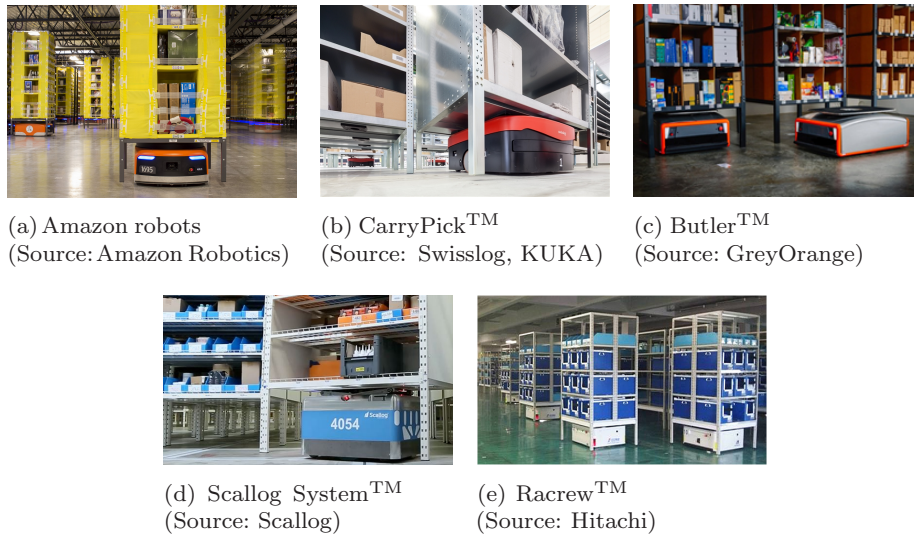 1695
(a) Amazon robots
(Source: Amazon Robotics)
(b) CarryPick™
(Source: Swisslog, KUKA)
(c) Butler™
(Source: GreyOrange)
Scallog
4054
(d) Scallog System™
(Source: Scallog)
(e) Racrew™
(Source: Hitachi)